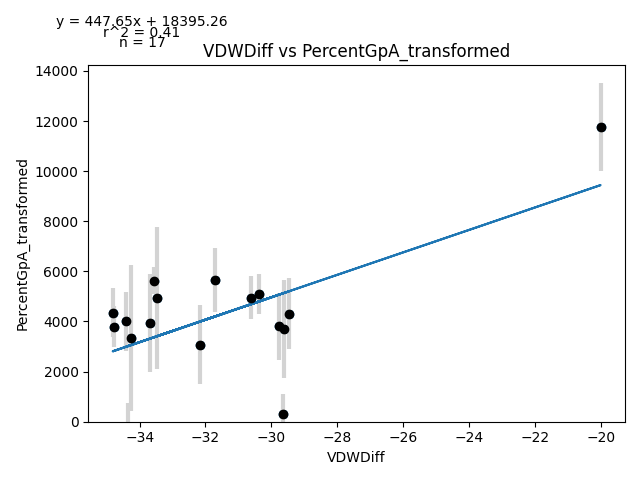 y = 447.65x + 18395.26
r^2 = 0.41
n = 17
VDWDiff vs PercentGpA_transformed
PercentGpA_transformed
14000
12000
10000
8000
6000
4000
2000
0
−34
−32
−30
−28
−26
−24
−22
−20
VDWDiff